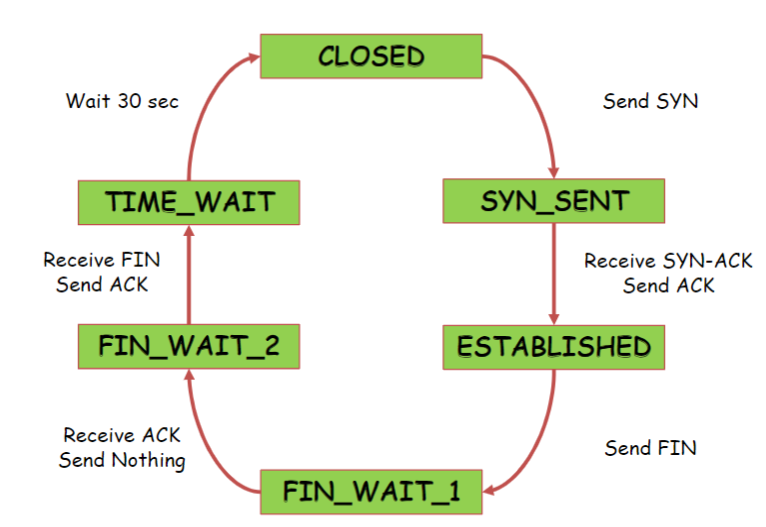 CLOSED
Wait 30 sec
Send SYN
TIME_WAIT
SYN_SENT
Receive FIN
Send ACK
Receive SYN-ACK
Send ACK
FIN_WAIT_2
ESTABLISHED
Receive ACK
Send Nothing
Send FIN
FIN_WAIT_1